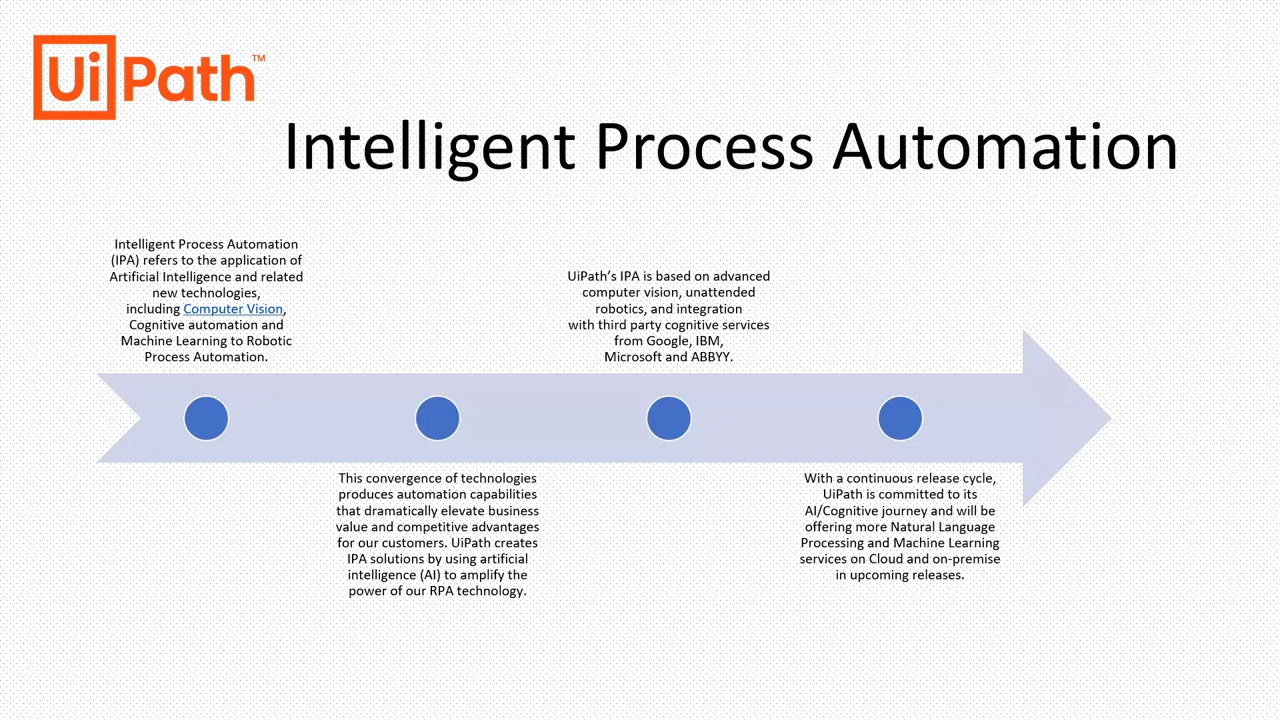 UiPath™
Intelligent Process Automation
Intelligent Process Automation
(IPA) refers to the application of
Artificial Intelligence and related
new technologies,
including Computer Vision,
Cognitive automation and
Machine Learning to Robotic
Process Automation.
This convergence of technologies
produces automation capabilities
that dramatically elevate business
value and competitive advantages
for our customers. UiPath creates
IPA solutions by using artificial
intelligence (AI) to amplify the
power of our RPA technology.
UiPath’s IPA is based on advanced
computer vision, unattended
robotics, and integration
with third party cognitive services
from Google, IBM,
Microsoft and ABBYY.
With a continuous release cycle,
UiPath is committed to its
AI/Cognitive journey and will be
offering more Natural Language
Processing and Machine Learning
services on Cloud and on-premise
in upcoming releases.